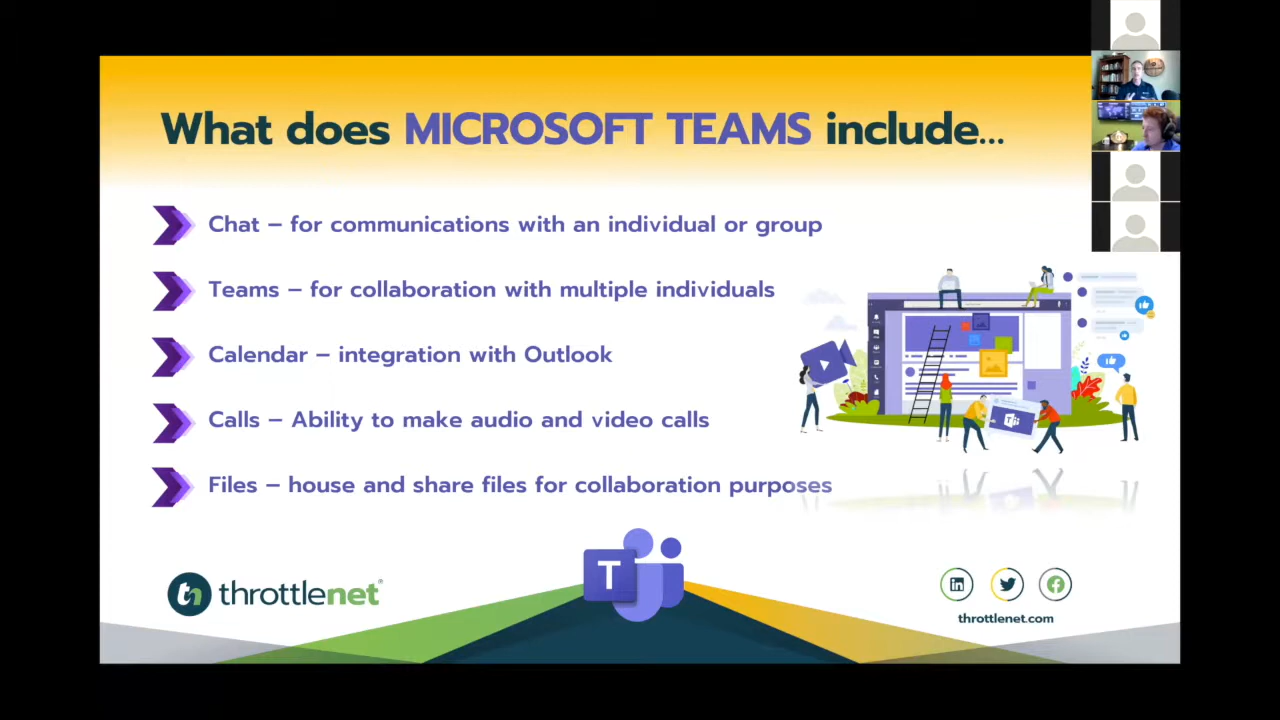 What does MICROSOFT TEAMS include...
Chat – for communications with an individual or group
Teams – for collaboration with multiple individuals
Calendar – integration with Outlook
Calls – Ability to make audio and video calls
Files – house and share files for collaboration purposes
T
throttlenet®
in
throttlenet.com